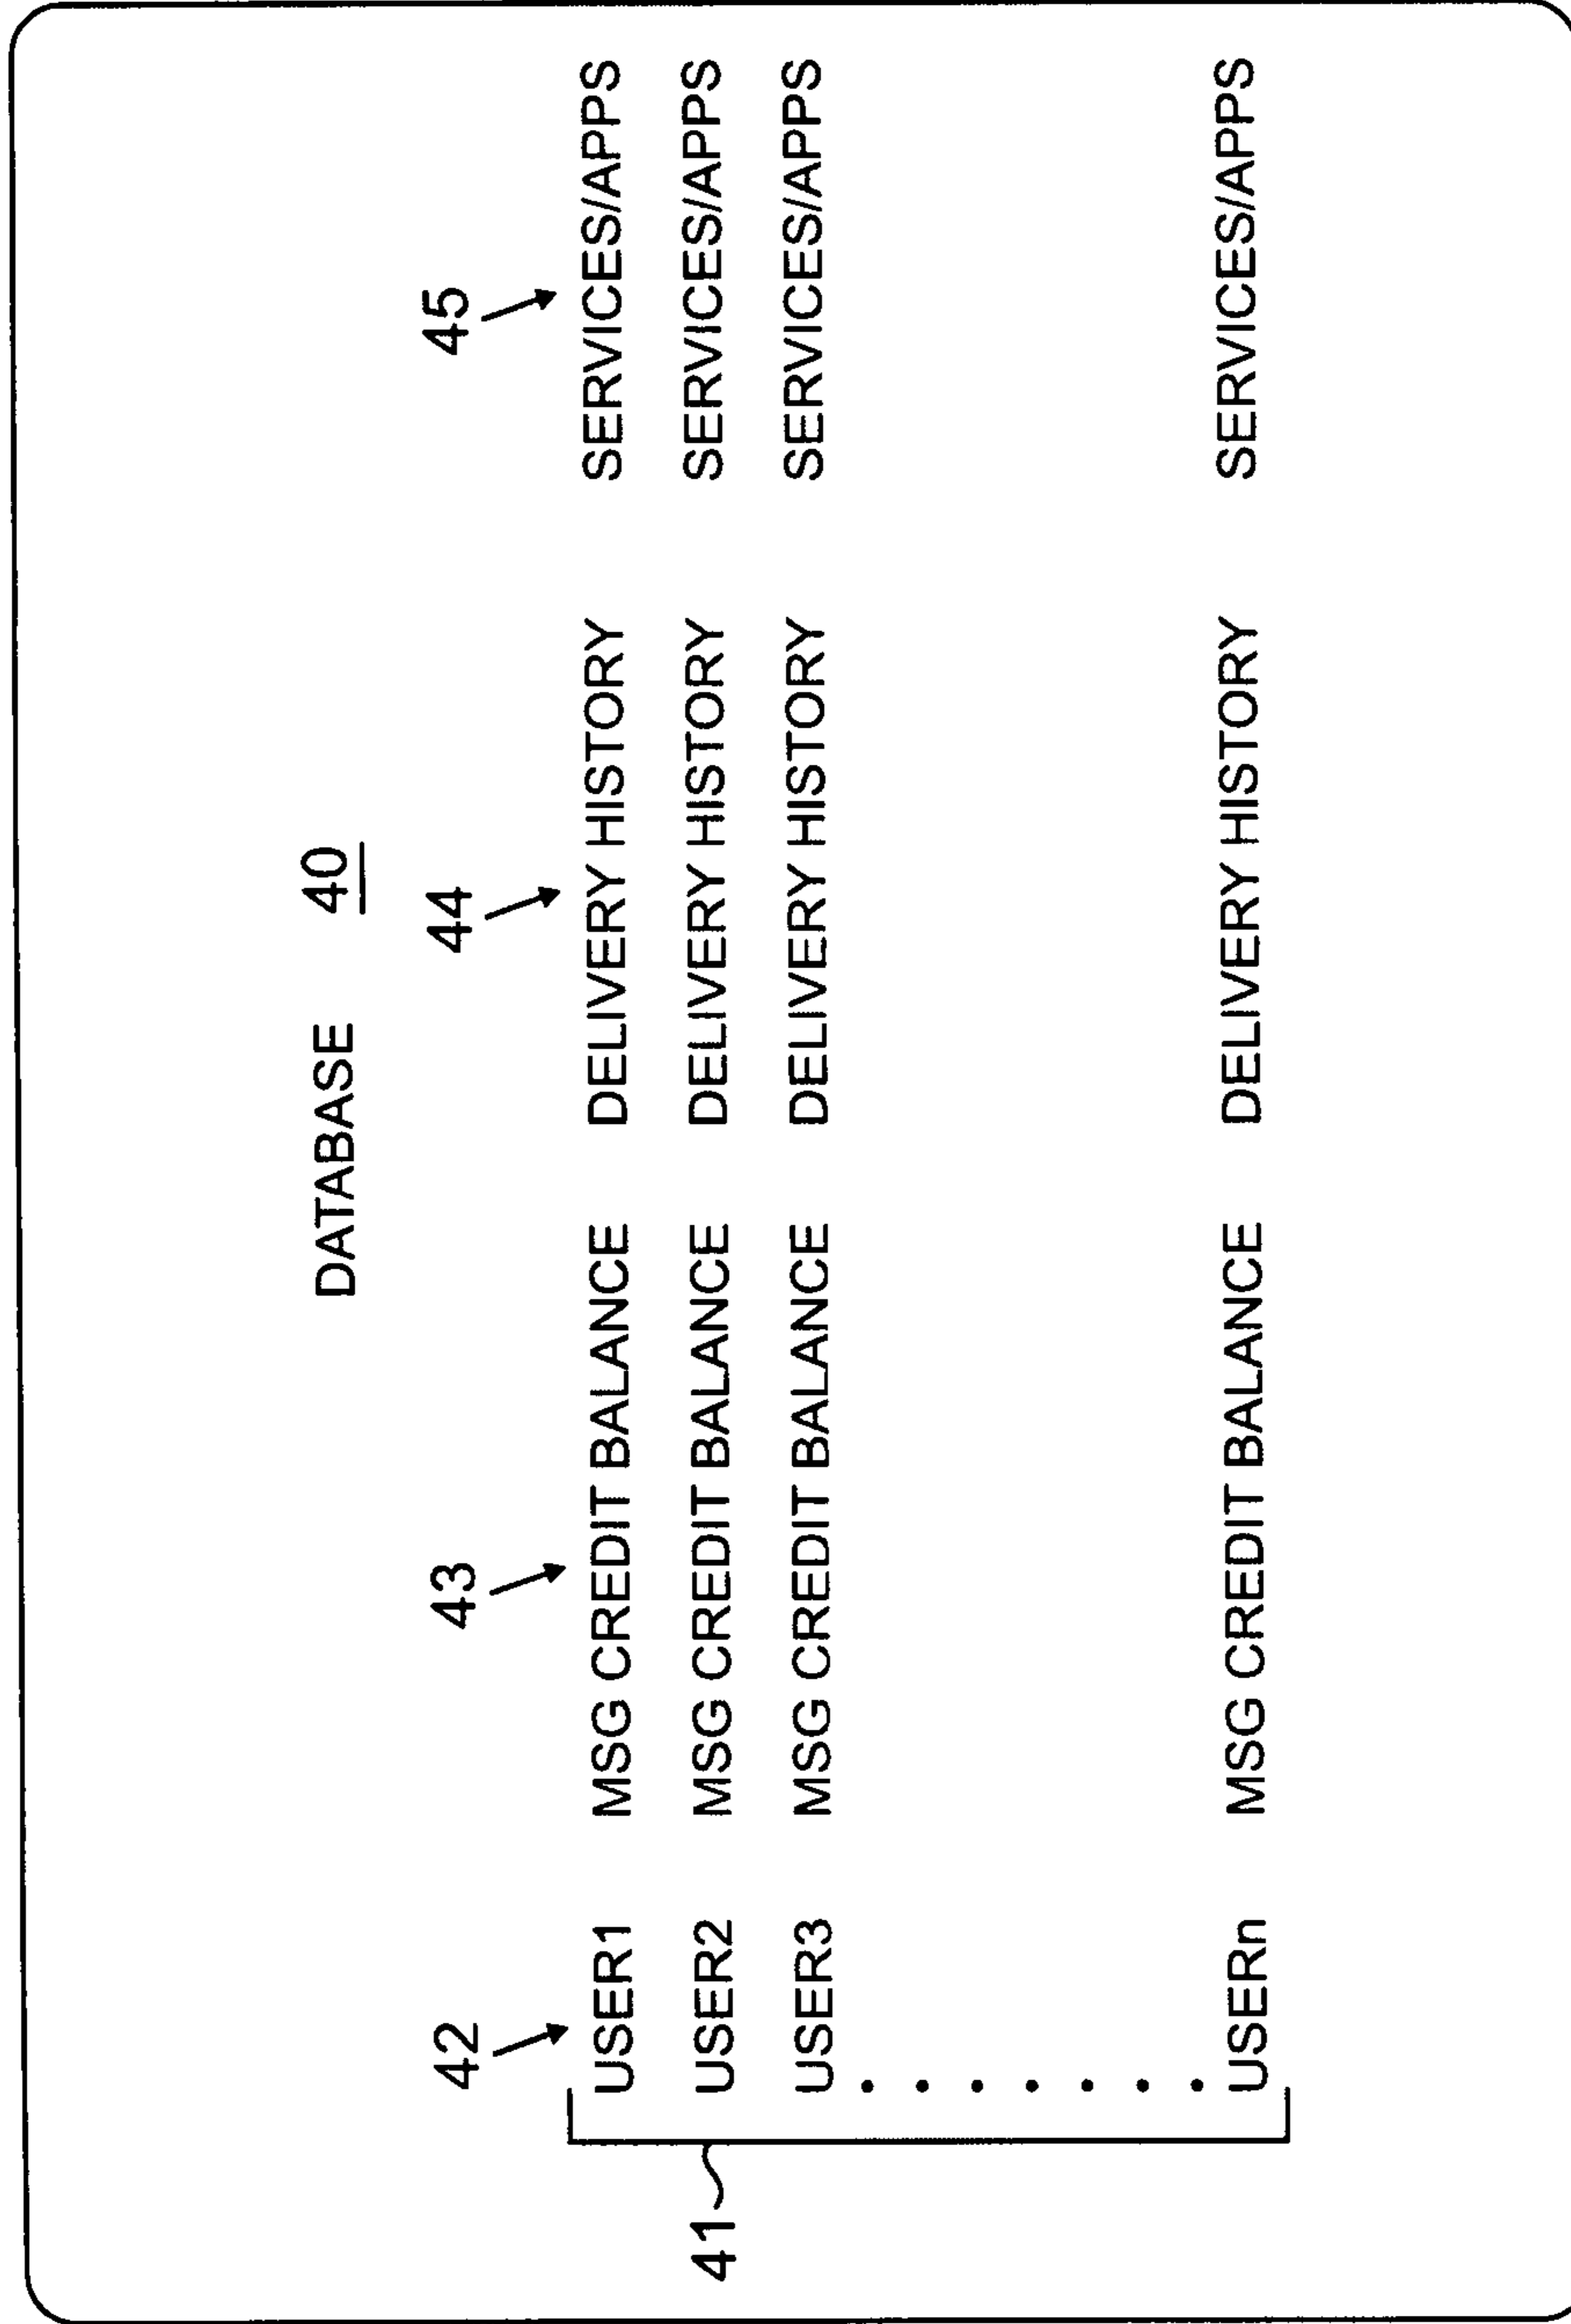 DATABASE 40
42 43 44 45
USER1 MSG CREDIT BALANCE DELIVERY HISTORY SERVICES/APPS
41 USER2 MSG CREDIT BALANCE DELIVERY HISTORY SERVICES/APPS
USER3 MSG CREDIT BALANCE DELIVERY HISTORY SERVICES/APPS
USERn MSG CREDIT BALANCE DELIVERY HISTORY SERVICES/APPS